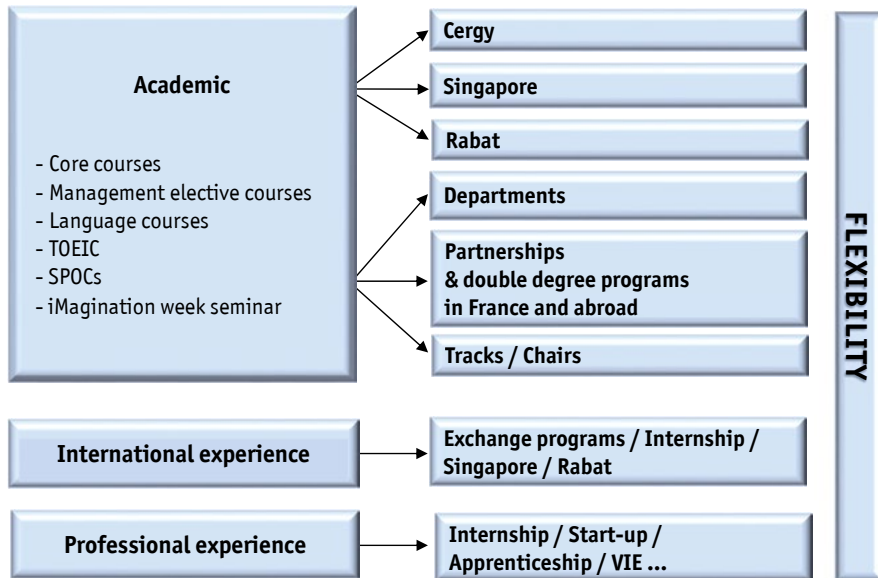 Academic
- Core courses
- Management elective courses
- Language courses
- TOEIC
- SPOCs
- iMagination week seminar
Cergy
Singapore
Rabat
Departments
Partnerships
& double degree programs
in France and abroad
Tracks / Chairs
International experience
Exchange programs / Internship /
Singapore / Rabat
Professional experience
Internship / Start-up /
Apprenticeship / VIE ...
FLEXIBILITY